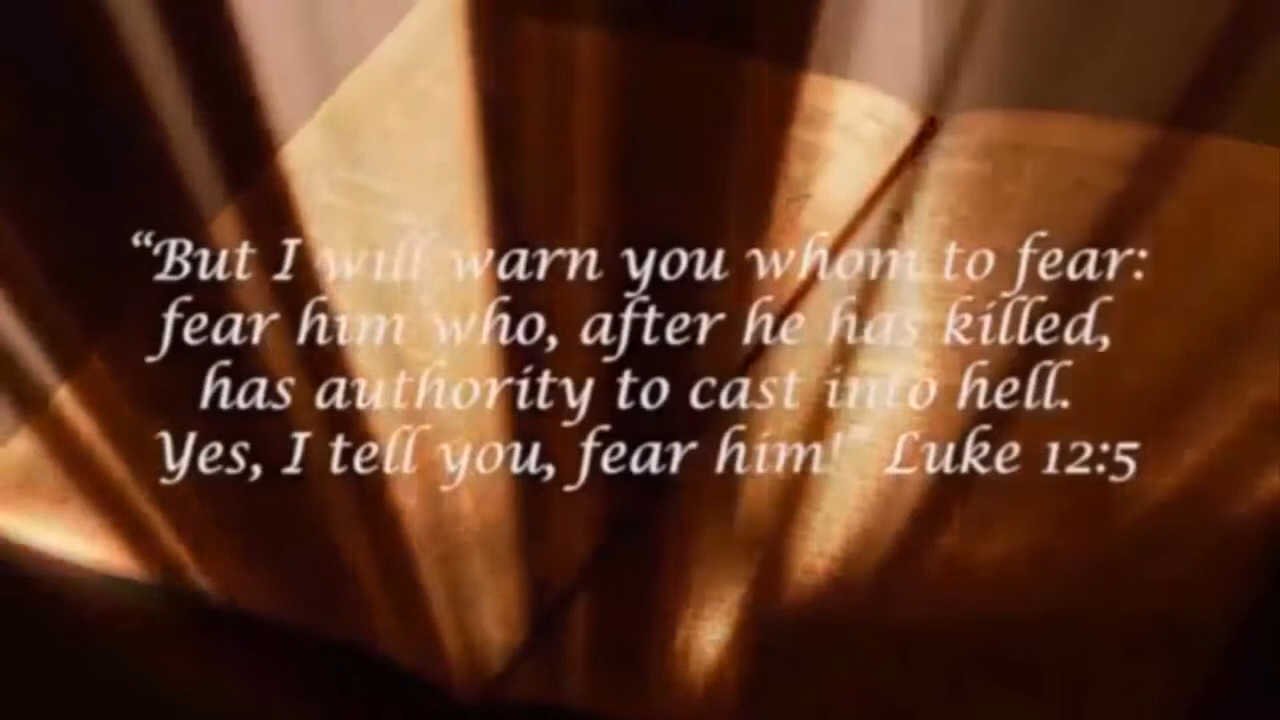 “But I will warn you whom to fear:
fear him who, after he has killed,
has authority to cast into hell.
Yes, I tell you, fear him! Luke 12:5